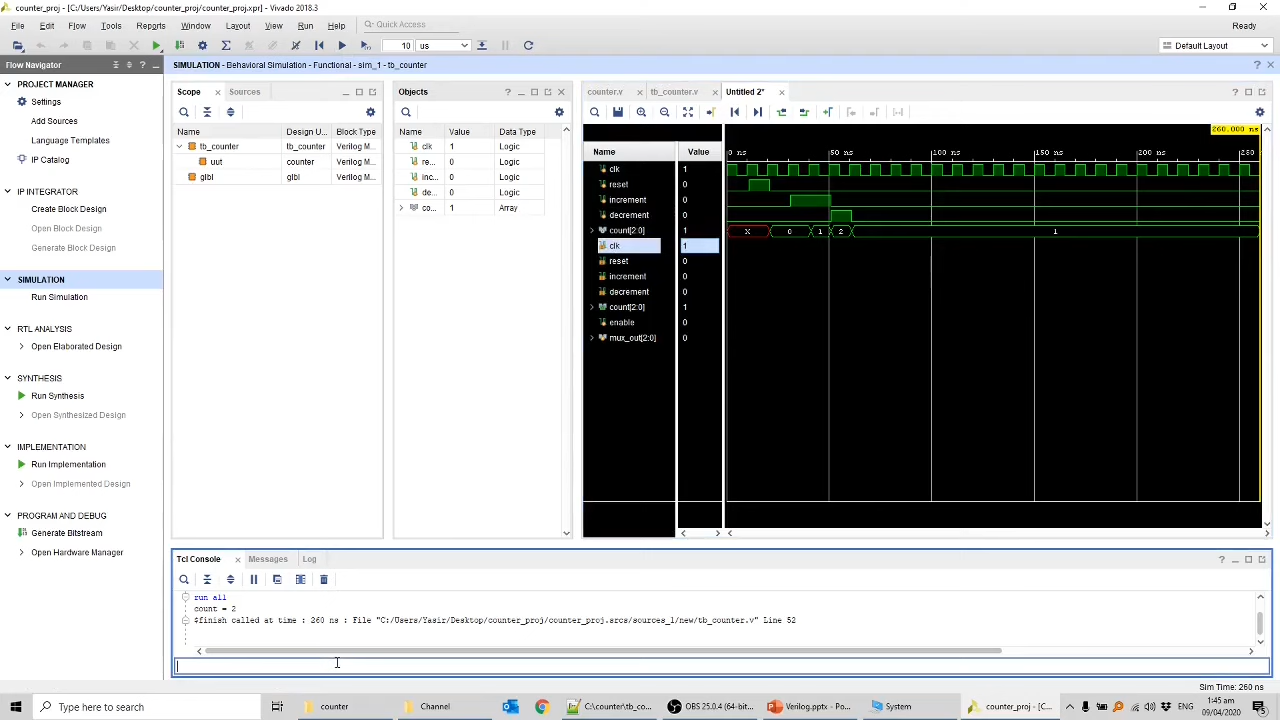 counter_proj - [C:/Users/Yasir/Desktop/counter_proj/counter_proj.xpr] - Vivado 2018.3
File Edit Flow Tools Reports Window Layout View Run Help Quick Access Ready
10 us Default Layout
Flow Navigator
SIMULATION - Behavioral Simulation - Functional - sim_1 - tb_counter
PROJECT MANAGER
Settings
Add Sources
Language Templates
IP Catalog
IP INTEGRATOR
Create Block Design
Open Block Design
Generate Block Design
SIMULATION
Run Simulation
RTL ANALYSIS
Open Elaborated Design
SYNTHESIS
Run Synthesis
Open Synthesized Design
IMPLEMENTATION
Run Implementation
Open Implemented Design
PROGRAM AND DEBUG
Generate Bitstream
Open Hardware Manager
Scope Sources
Name Design U... Block Type
tb_counter tb_counter Verilog M...
uut counter Verilog M...
glbl glbl Verilog M...
Objects
Name Value Data Type
clk 1 Logic
re... 0 Logic
inc... 0 Logic
de... 0 Logic
co... 1 Array
counter.v tb_counter.v Untitled 2*
260.000 ns
Name Value
0 ns 50 ns 100 ns 150 ns 200 ns 250
clk 1
reset 0
increment 0
decrement 0
count[2:0] 1 X 0 1 2 1
clk 1
reset 0
increment 0
decrement 0
count[2:0] 1
enable 0
mux_out[2:0] 0
Tcl Console Messages Log
run all
count = 2
$finish called at time : 260 ns : File "C:/Users/Yasir/Desktop/counter_proj/counter_proj.srcs/sources_1/new/tb_counter.v" Line 52
Sim Time: 260 ns
Type here to search
counter
Channel
C:\counter\tb_co...
OBS 25.0.4 (64-bit...
Verilog.pptx - Po...
System
counter_proj - [C...
ENG
1:45 am
09/04/2020
5